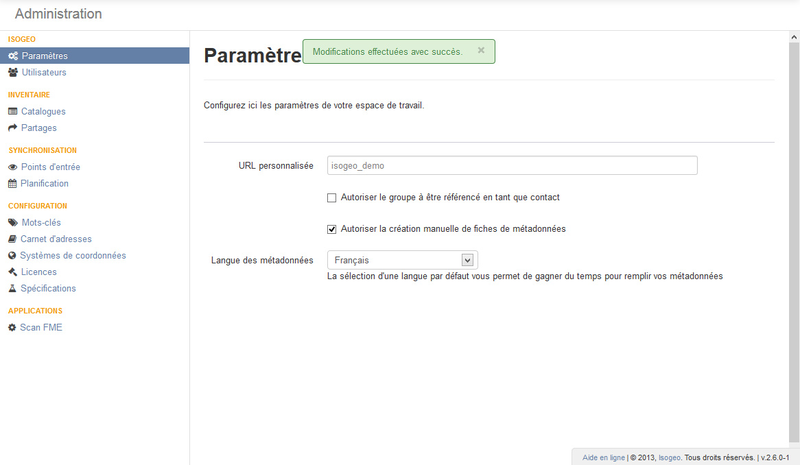 Administration
ISOGEO
Paramètres
Utilisateurs
INVENTAIRE
Catalogues
Partages
SYNCHRONISATION
Points d'entrée
Planification
CONFIGURATION
Mots-clés
Carnet d'adresses
Systèmes de coordonnées
Licences
Spécifications
APPLICATIONS
Scan FME
Paramètre
Modifications effectuées avec succés. ×
Configurez ici les paramètres de votre espace de travail.
URL personnalisée isogeo_demo
Autoriser le groupe à être référencé en tant que contact
Autoriser la création manuelle de fiches de métadonnées
Langue des métadonnées Français
La sélection d'une langue par défaut vous permet de gagner du temps pour remplir vos métadonnées
Aide en ligne | © 2013, Isogeo. Tous droits réservés. | v.2.6.0-1